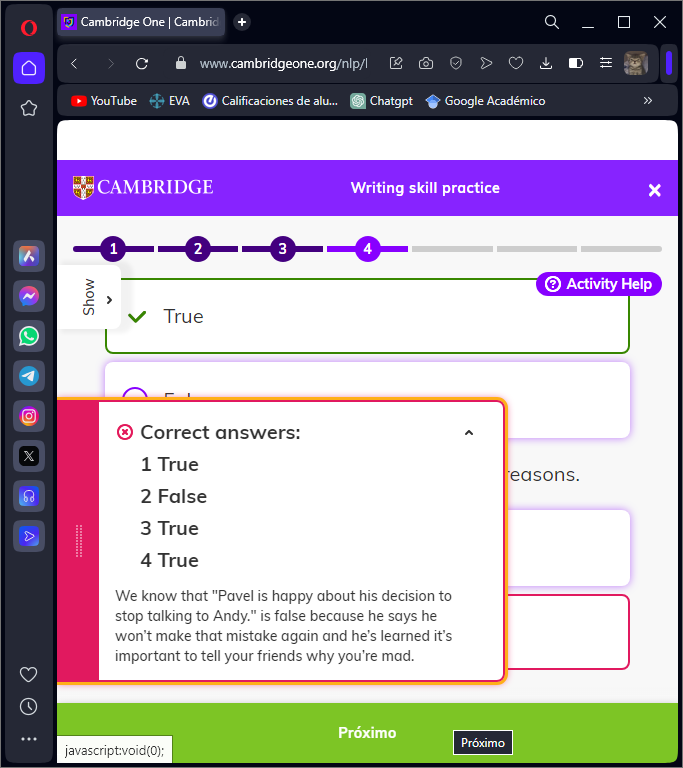 Cambridge One | Cambrid
www.cambridgeone.org/nlp/l
YouTube
EVA
Calificaciones de alu...
Chatgpt
Google Académico
CAMBRIDGE
Writing skill practice
1
2
3
4
Activity Help
Show
True
reasons.
Correct answers:
1 True
2 False
3 True
4 True
We know that "Pavel is happy about his decision to
stop talking to Andy." is false because he says he
won't make that mistake again and he's learned it's
important to tell your friends why you're mad.
Próximo
Próximo
javascript:void(0);